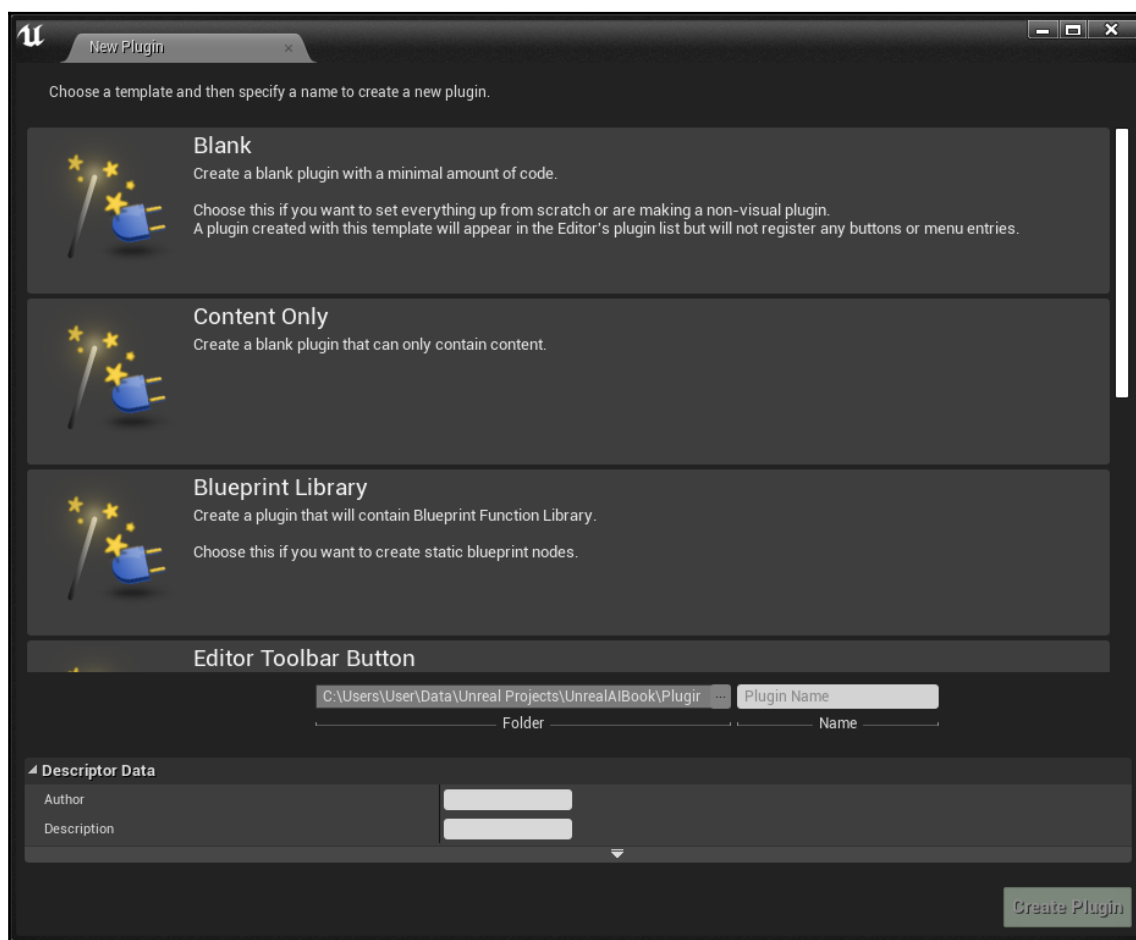 New Plugin
Choose a template and then specify a name to create a new plugin.
Blank
Create a blank plugin with a minimal amount of code.
Choose this if you want to set everything up from scratch or are making a non-visual plugin.
A plugin created with this template will appear in the Editor's plugin list but will not register any buttons or menu entries.
Content Only
Create a blank plugin that can only contain content.
Blueprint Library
Create a plugin that will contain Blueprint Function Library.
Choose this if you want to create static blueprint nodes.
Editor Toolbar Button
C:\Users\User\Data\Unreal Projects\UnrealAIBook\Plugir ... Plugin Name
Folder Name
Descriptor Data
Author
Description
Create Plugin